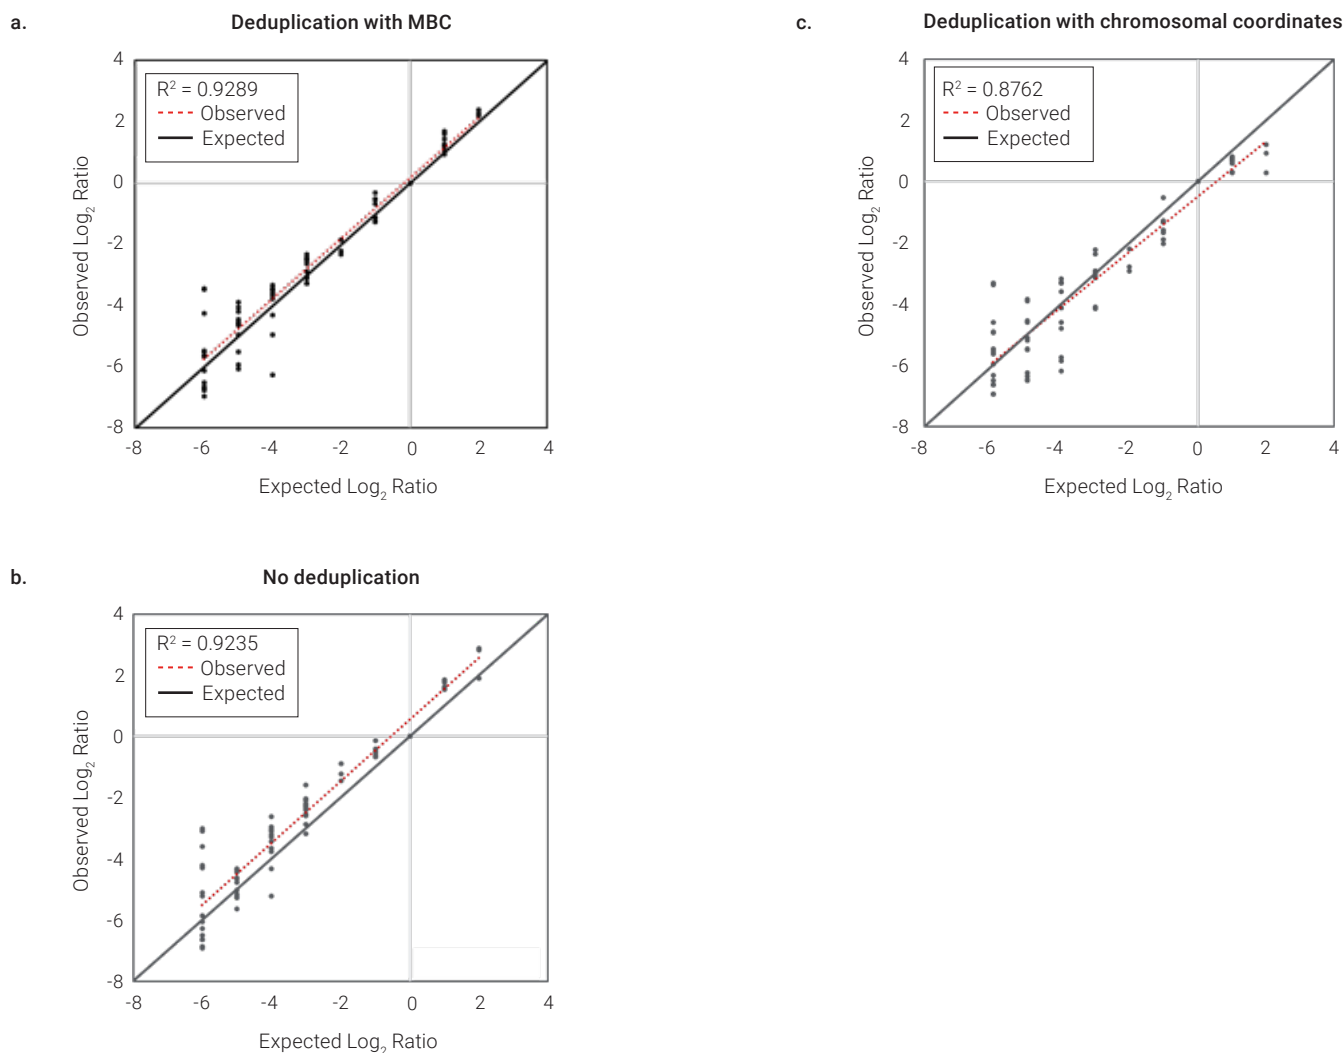 a.
Deduplication with MBC
R² = 0.9289
Observed
Expected
Observed Log₂ Ratio
4
2
0
-2
-4
-6
-8
-8 -6 -4 -2 0 2 4
Expected Log₂ Ratio
c.
Deduplication with chromosomal coordinates
R² = 0.8762
Observed
Expected
Observed Log₂ Ratio
4
2
0
-2
-4
-6
-8
-8 -6 -4 -2 0 2 4
Expected Log₂ Ratio
b.
No deduplication
R² = 0.9235
Observed
Expected
Observed Log₂ Ratio
4
2
0
-2
-4
-6
-8
-8 -6 -4 -2 0 2 4
Expected Log₂ Ratio